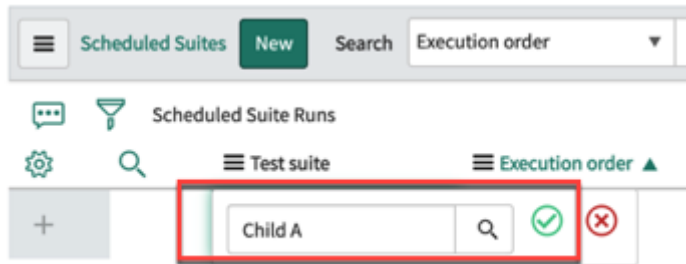 Scheduled Suites New Search Execution order
Scheduled Suite Runs
Test suite Execution order
Child A